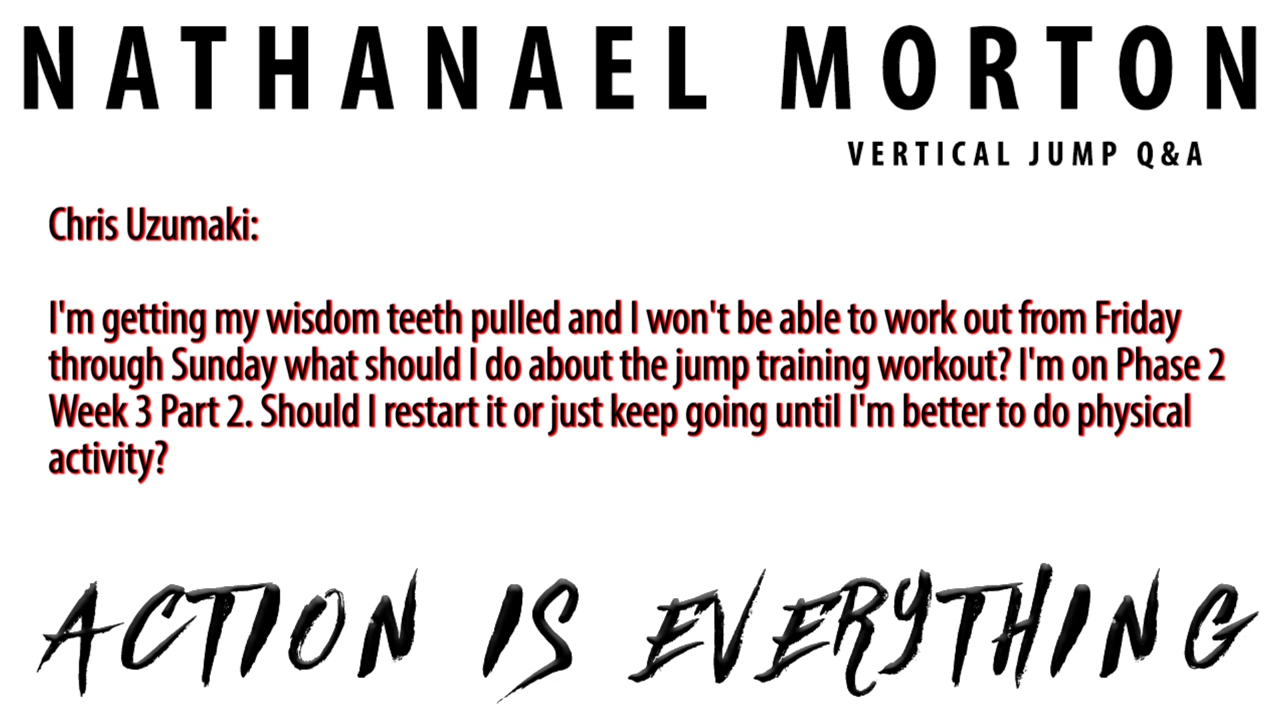 NATHANAEL MORTON
VERTICAL JUMP Q&A
Chris Uzumaki:
I'm getting my wisdom teeth pulled and I won't be able to work out from Friday
through Sunday what should I do about the jump training workout? I'm on Phase 2
Week 3 Part 2. Should I restart it or just keep going until I'm better to do physical
activity?
ACTION IS EVERYTHING